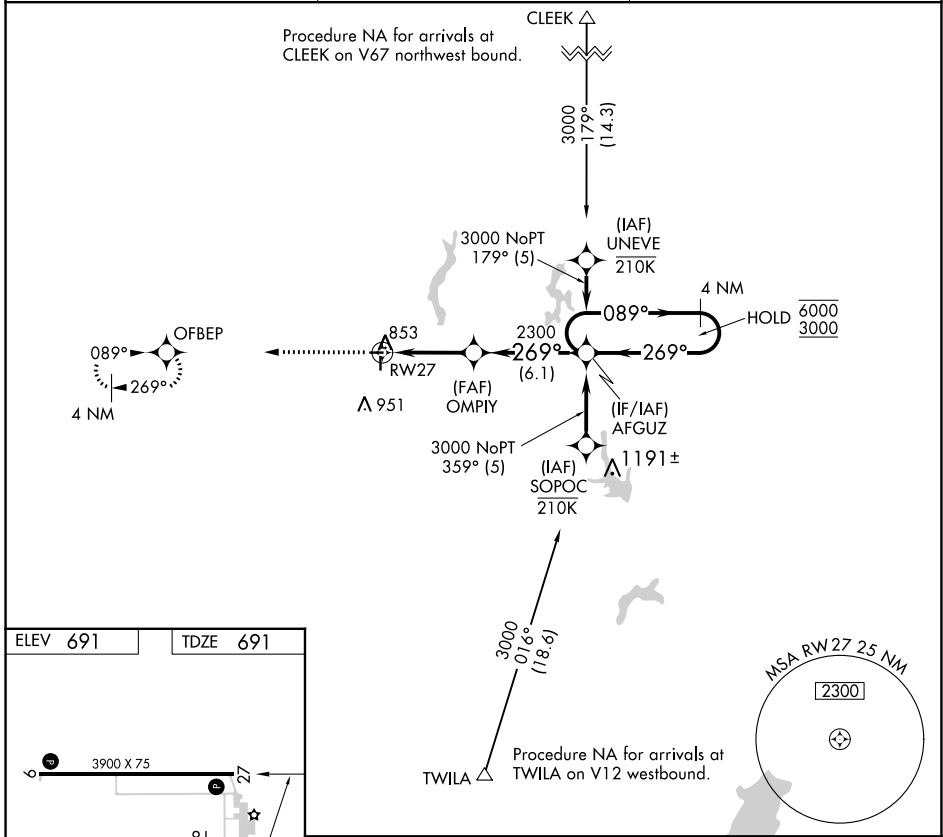 CLEEK
Procedure NA for arrivals at
CLEEK on V67 northwest bound.
3000
179°
(14.3)
(IAF)
UNEVE
210K
3000 NoPT
179° (5)
4 NM
089°
HOLD 6000
3000
OFBEP
089°
269°
4 NM
853
RW27
951
2300
269°
(6.1)
269°
(FAF)
OMPIY
(IF/IAF)
AFGUZ
3000 NoPT
359° (5)
(IAF)
SOPOC
210K
1191±
3000
016°
(18.6)
ELEV 691
TDZE 691
MSA RW27 25 NM
2300
P
9
3900 X 75
27
P
TWILA
Procedure NA for arrivals at
TWILA on V12 westbound.